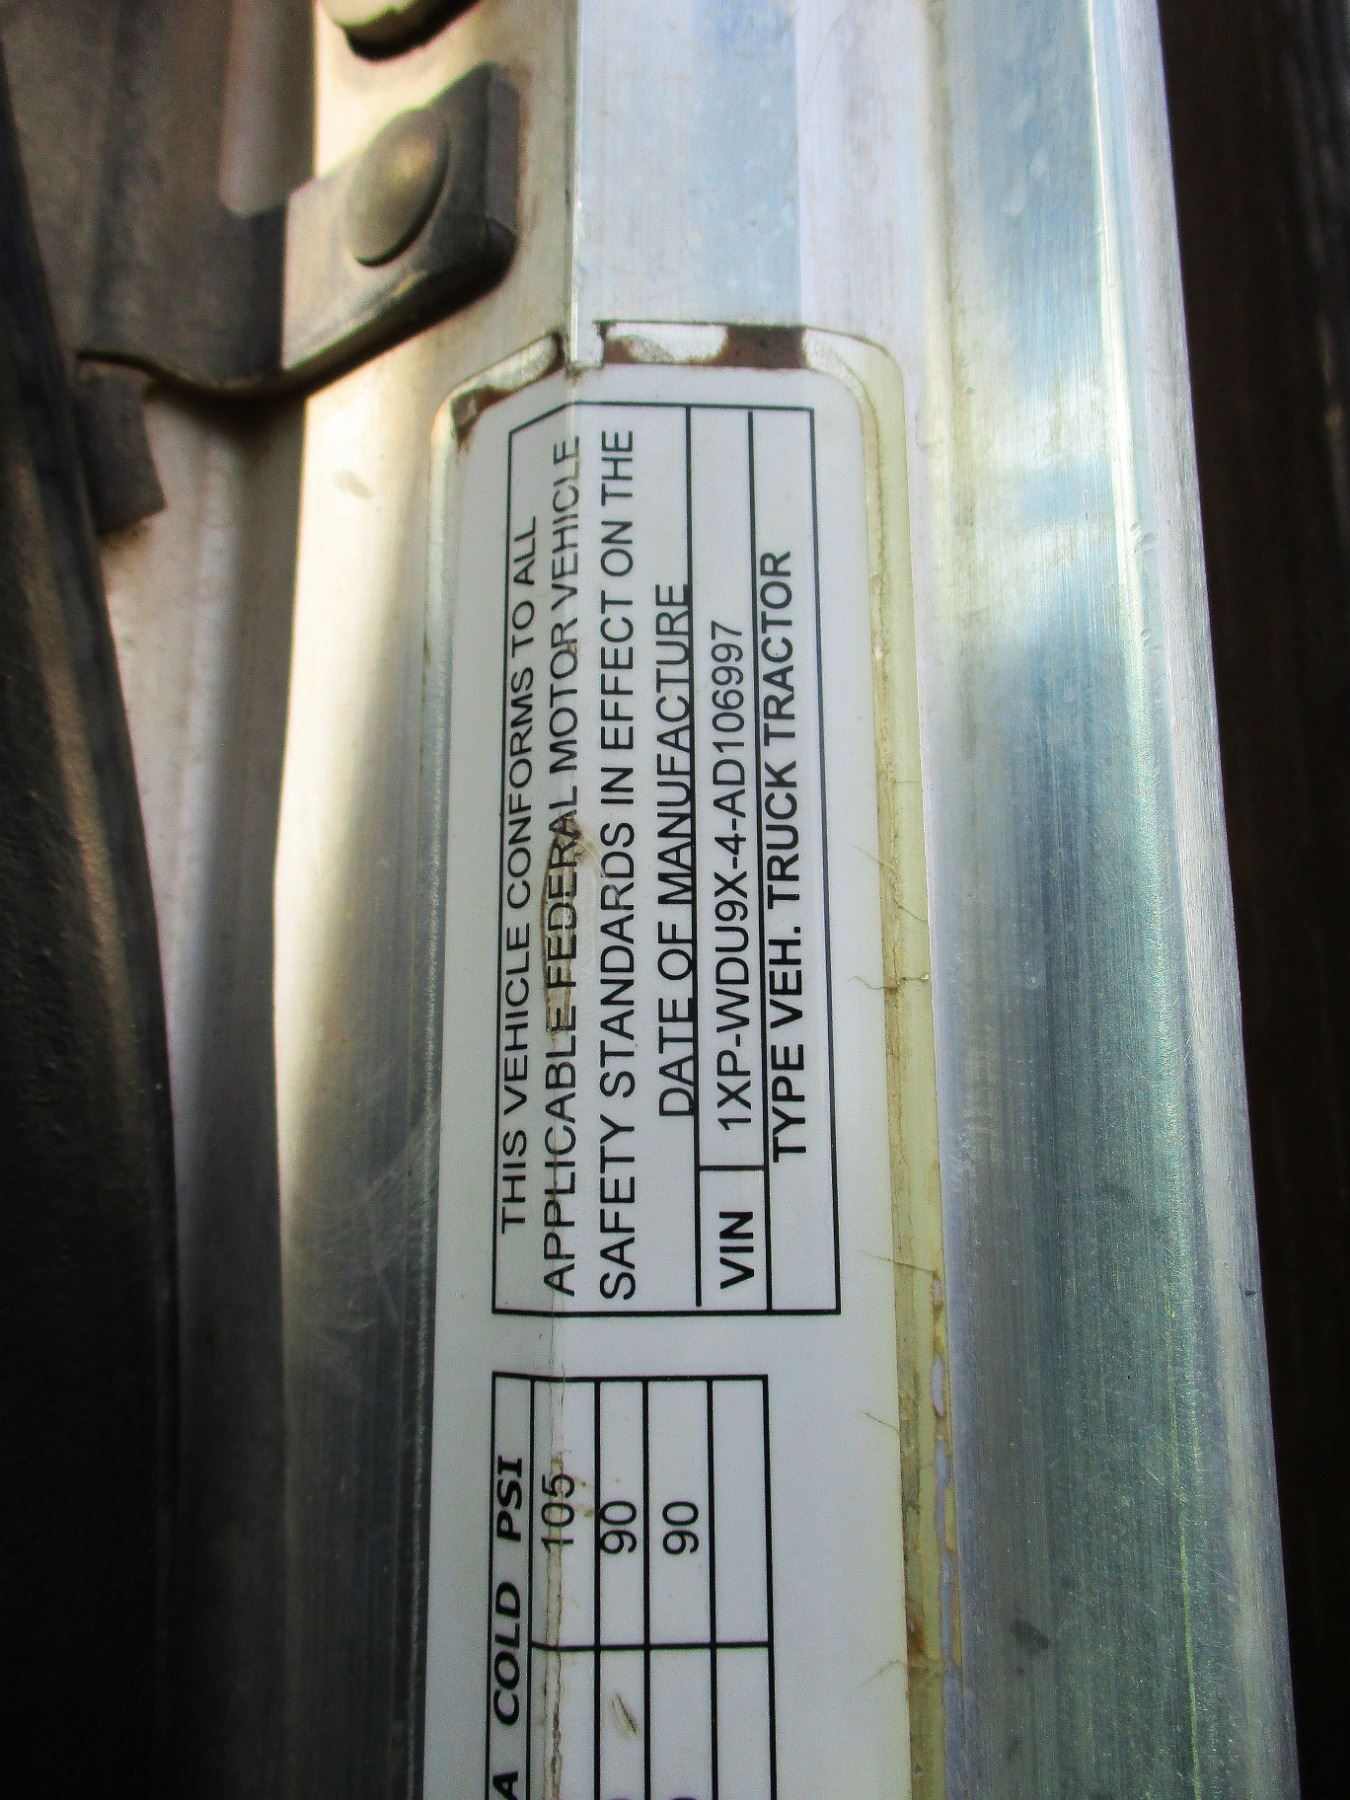 THIS VEHICLE CONFORMS TO ALL
APPLICABLE FEDERAL MOTOR VEHICLE
SAFETY STANDARDS IN EFFECT ON THE
DATE OF MANUFACTURE
VIN 1XP-WDU9X-4-AD106997
TYPE VEH. TRUCK TRACTOR
A COLD PSI
105
90
90